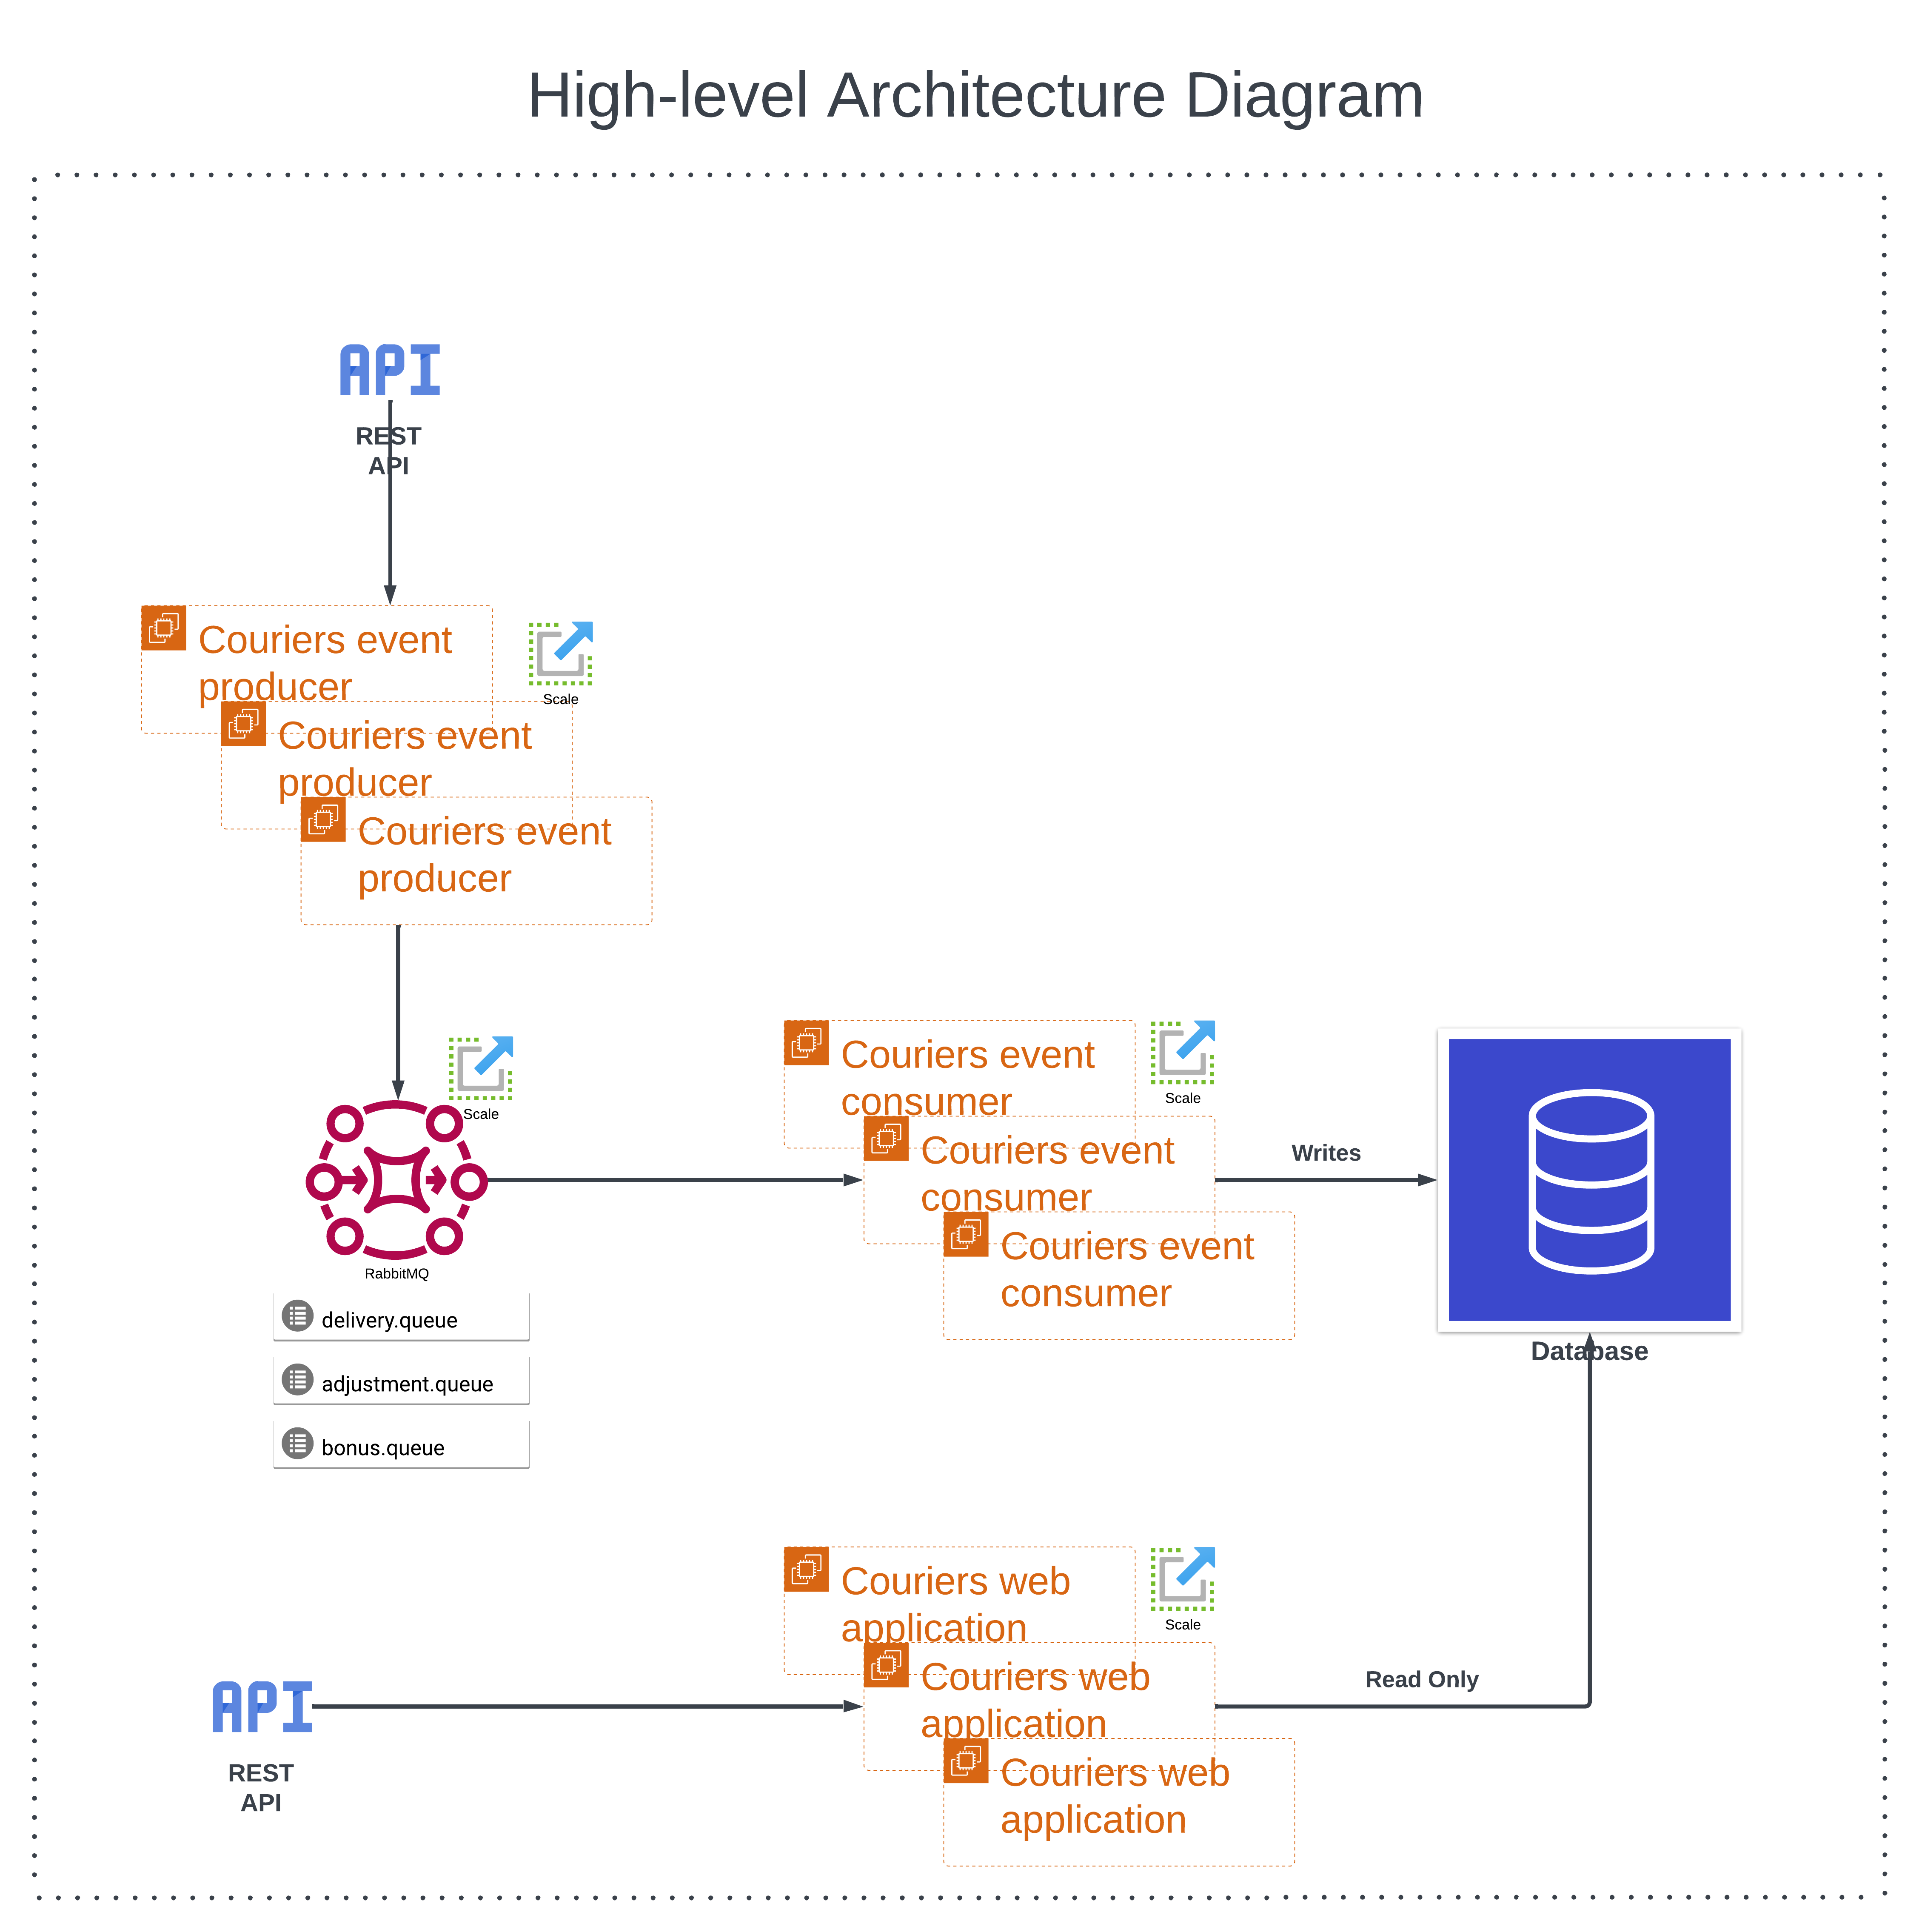 High-level Architecture Diagram
API
REST
API
Couriers event
producer
Scale
Couriers event
producer
Couriers event
producer
Scale
RabbitMQ
delivery.queue
adjustment.queue
bonus.queue
Couriers event
consumer
Scale
Couriers event
consumer
Couriers event
consumer
Writes
Database
Couriers web
application
Scale
Couriers web
application
Couriers web
application
Read Only
API
REST
API